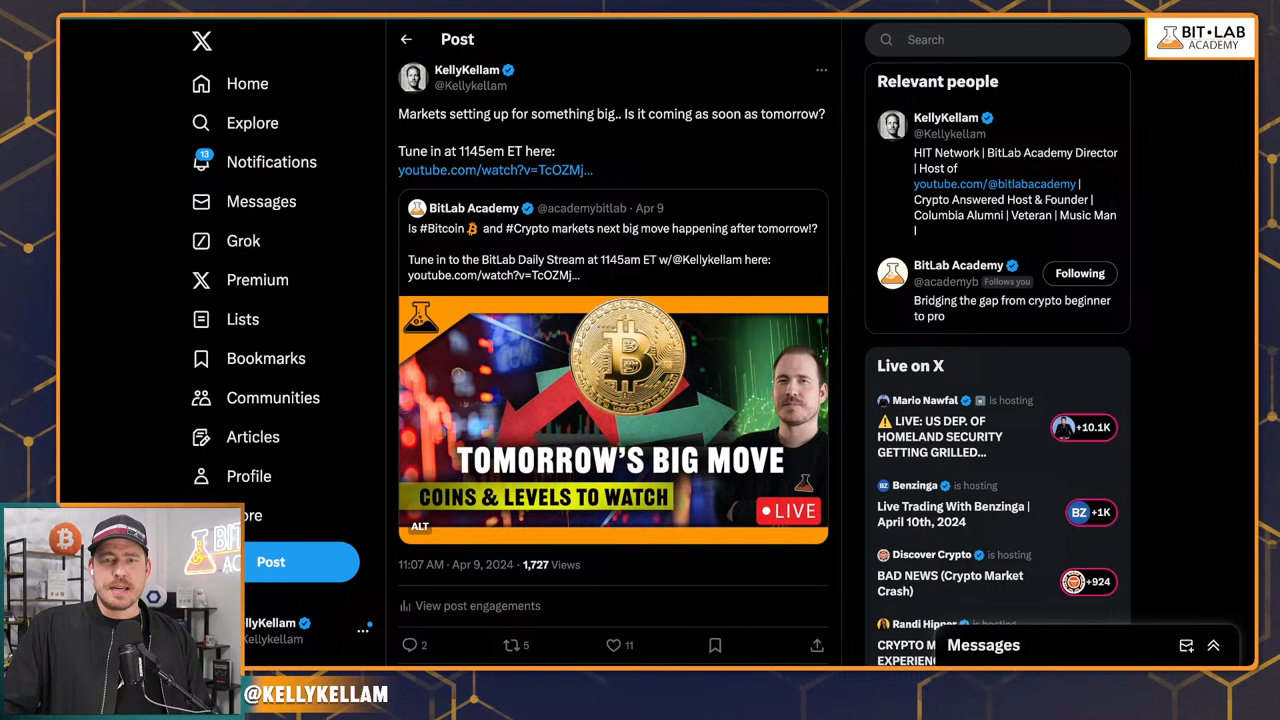 Home
Explore
13
Notifications
Messages
Grok
Premium
Lists
Bookmarks
Communities
Articles
Profile
Post
KellyKellam
@Kellykellam
Post
KellyKellam
@Kellykellam
Markets setting up for something big.. Is it coming as soon as tomorrow?
Tune in at 1145em ET here:
youtube.com/watch?v=TcOZMj...
BitLab Academy @academybitlab · Apr 9
Is #Bitcoin and #Crypto markets next big move happening after tomorrow!?
Tune in to the BitLab Daily Stream at 1145am ET w/@Kellykellam here:
youtube.com/watch?v=TcOZMj...
TOMORROW'S BIG MOVE
COINS & LEVELS TO WATCH
LIVE
ALT
11:07 AM · Apr 9, 2024 · 1,727 Views
View post engagements
2
5
11
Search
BIT•LAB
ACADEMY
Relevant people
KellyKellam
@Kellykellam
HIT Network | BitLab Academy Director
| Host of
youtube.com/@bitlabacademy |
Crypto Answered Host & Founder |
Columbia Alumni | Veteran | Music Man
|
BitLab Academy
@academyb Follows you
Following
Bridging the gap from crypto beginner
to pro
Live on X
Mario Nawfal is hosting
LIVE: US DEP. OF
HOMELAND SECURITY
GETTING GRILLED...
+10.1K
Benzinga is hosting
Live Trading With Benzinga |
April 10th, 2024
BZ +1K
Discover Crypto is hosting
BAD NEWS (Crypto Market
Crash)
+924
Randi Hipper is hosting
CRYPTO M
EXPERIEN
Messages
@KELLYKELLAM